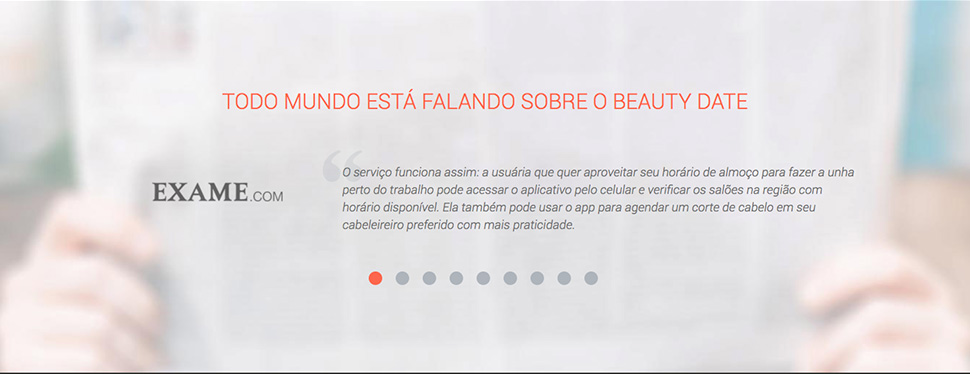 TODO MUNDO ESTÁ FALANDO SOBRE O BEAUTY DATE
EXAME.COM
“
O serviço funciona assim: a usuária que quer aproveitar seu horário de almoço para fazer a unha
perto do trabalho pode acessar o aplicativo pelo celular e verificar os salões na região com
horário disponível. Ela também pode usar o app para agendar um corte de cabelo em seu
cabeleireiro preferido com mais praticidade.